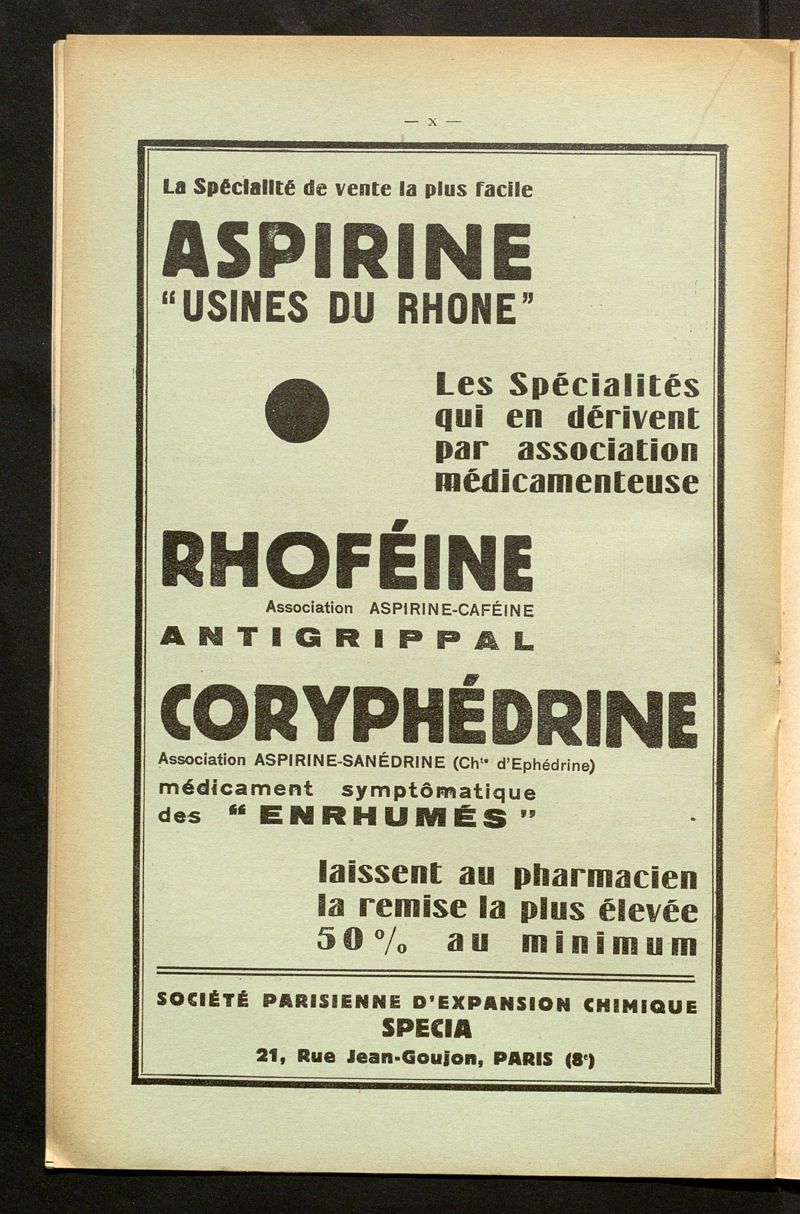 — X —
La Spécialité de vente la plus facile
ASPIRINE
“USINES DU RHONE”
Les Spécialités
qui en dérivent
par association
médicamenteuse
RHOFÉINE
Association ASPIRINE-CAFÉINE
ANTIGRIPPAL
CORYPHÉDRINE
Association ASPIRINE-SANÉDRINE (Chte d'Ephédrine)
médicament symptômatique
des “ENRHUMÉS”
laissent au pharmacien
la remise la plus élevée
50% au minimum
SOCIÉTÉ PARISIENNE D'EXPANSION CHIMIQUE
SPECIA
21, Rue Jean-Goujon, PARIS (8e)